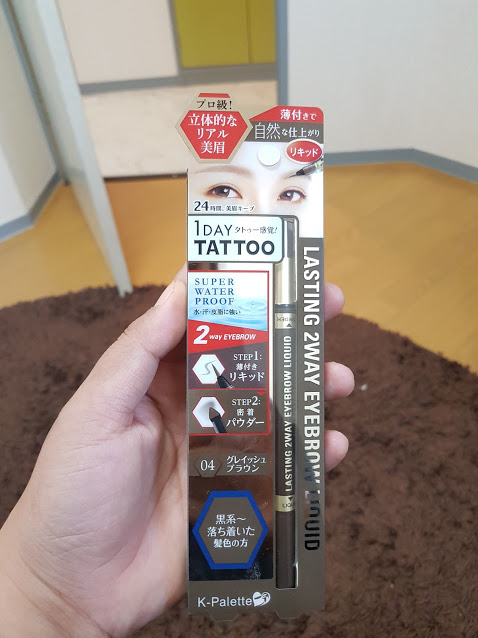 プロ級!
立体的な
リアル
美眉
薄付きで
自然な仕上がり
リキッド
24時間、美眉キープ
1DAY タトゥー感覚!
TATTOO
SUPER
WATER
PROOF
水・汗・皮脂に強い
2way EYEBROW
STEP1:
薄付き
リキッド
STEP2:
密着
パウダー
04 グレイッシュ
ブラウン
黒系～
落ち着いた
髪色の方
K-Palette
LASTING 2WAY EYEBROW LIQUID
LASTING 2WAY EYEBROW LIQUID